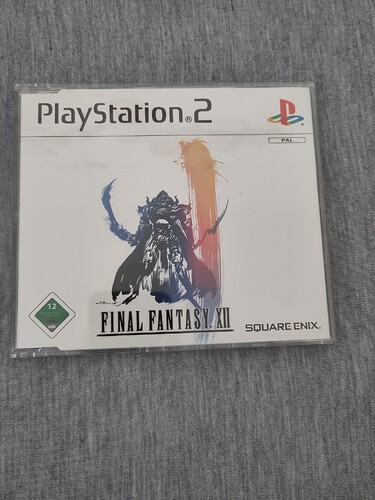 PlayStation®2
PAL
12
FINAL FANTASY. XII
SQUARE ENIX.